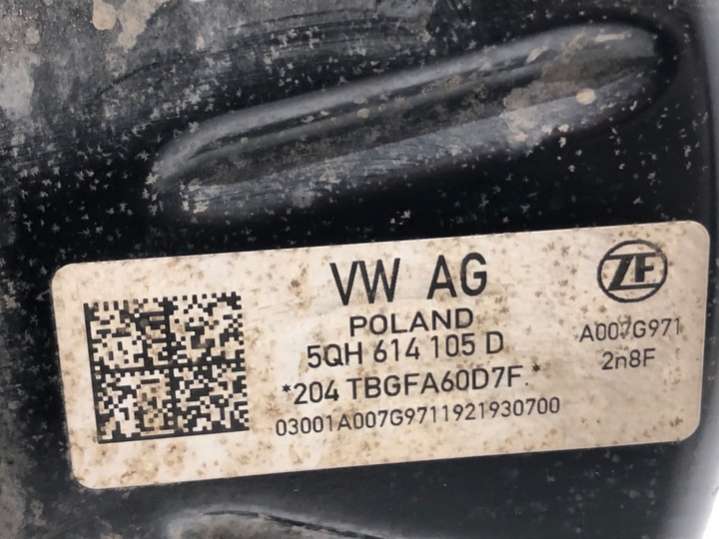 VW AG
ZF
POLAND
A007G971
5QH 614 105 D
2n8F
*204 TBGFA60D7F.*
03001A007G9711921930700